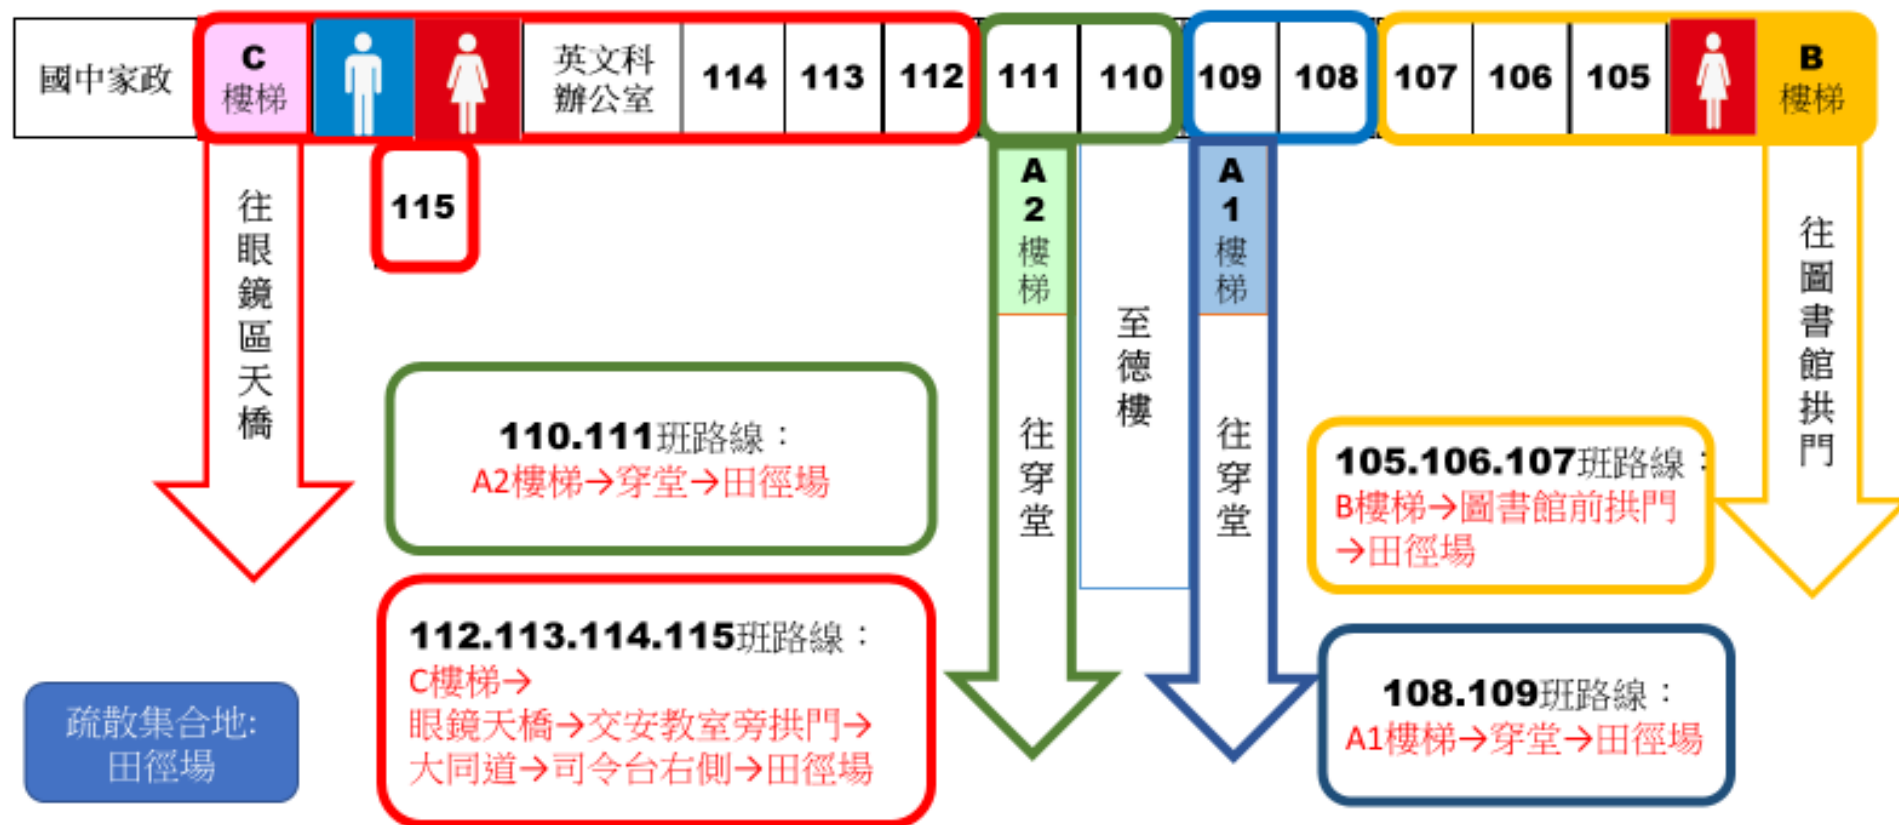 國中家政
C
樓梯
英文科
辦公室
114
113
112
111
110
109
108
107
106
105
B
樓梯
115
往眼鏡區天橋
A
2
樓梯
往穿堂
至德樓
A
1
樓梯
往穿堂
往圖書館拱門
110.111班路線：
A2樓梯→穿堂→田徑場
105.106.107班路線：
B樓梯→圖書館前拱門
→田徑場
112.113.114.115班路線：
C樓梯→
眼鏡天橋→交安教室旁拱門→
大同道→司令台右側→田徑場
108.109班路線：
A1樓梯→穿堂→田徑場
疏散集合地:
田徑場